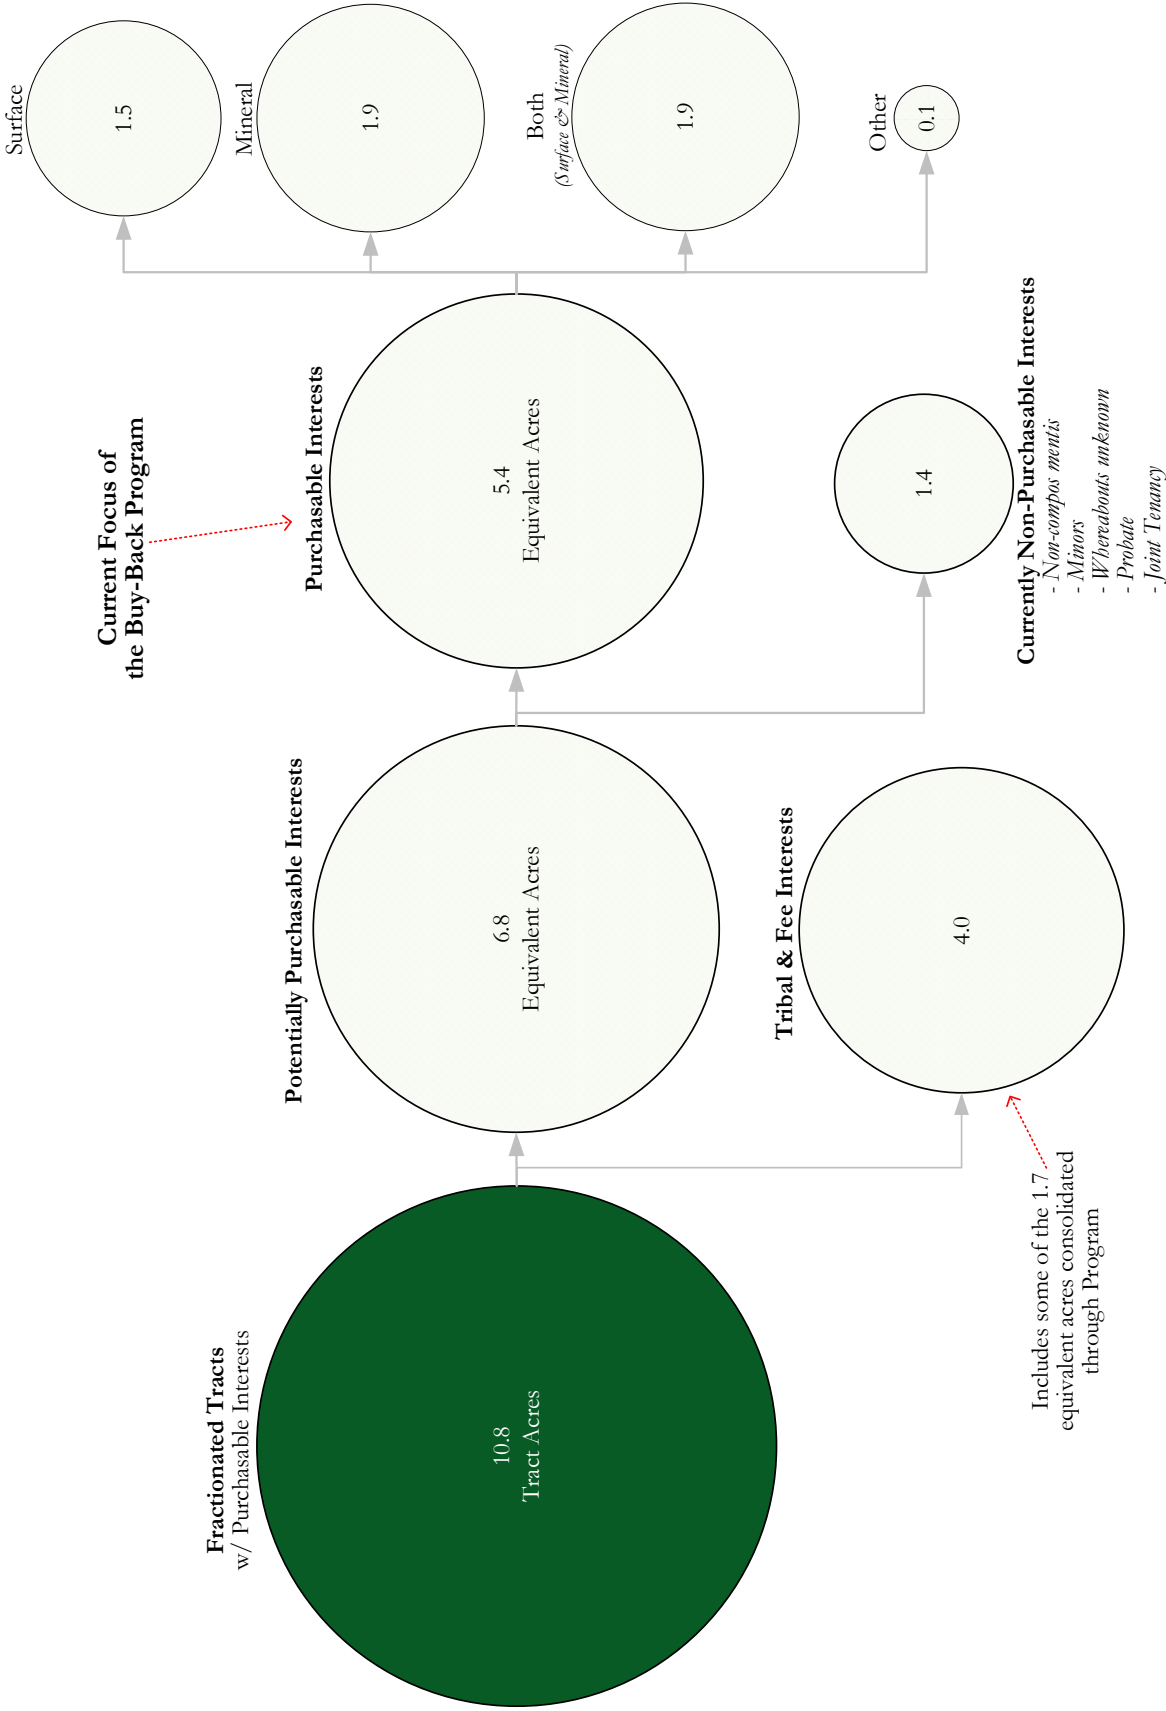 Fractionated Tracts
w/ Purchasable Interests
10.8
Tract Acres
Potentially Purchasable Interests
6.8
Equivalent Acres
Tribal & Fee Interests
4.0
Includes some of the 1.7
equivalent acres consolidated
through Program
Current Focus of
the Buy-Back Program
Purchasable Interests
5.4
Equivalent Acres
1.4
Currently Non-Purchasable Interests
- Non-compos mentis
- Minors
- Whereabouts unknown
- Probate
- Joint Tenancy
Surface
1.5
Mineral
1.9
Both
(Surface & Mineral)
1.9
Other
0.1